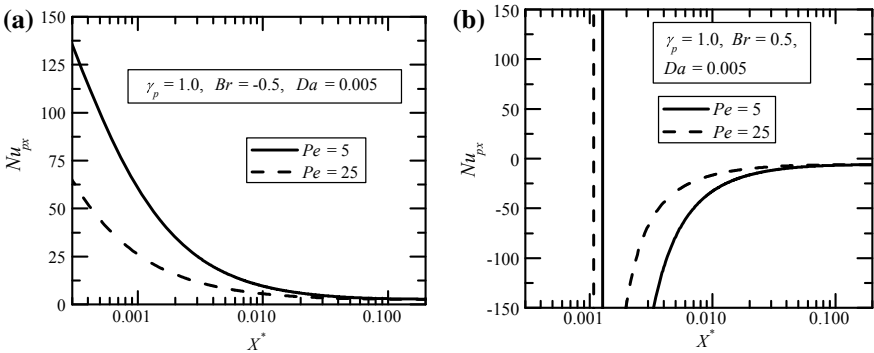 (a)
150
125
100
75
50
25
0
Nu_px
γ_p = 1.0, Br = -0.5, Da = 0.005
Pe = 5
Pe = 25
0.001
0.010
0.100
X*
(b)
150
100
50
0
-50
-100
-150
Nu_px
γ_p = 1.0, Br = 0.5,
Da = 0.005
Pe = 5
Pe = 25
0.001
0.010
0.100
X*